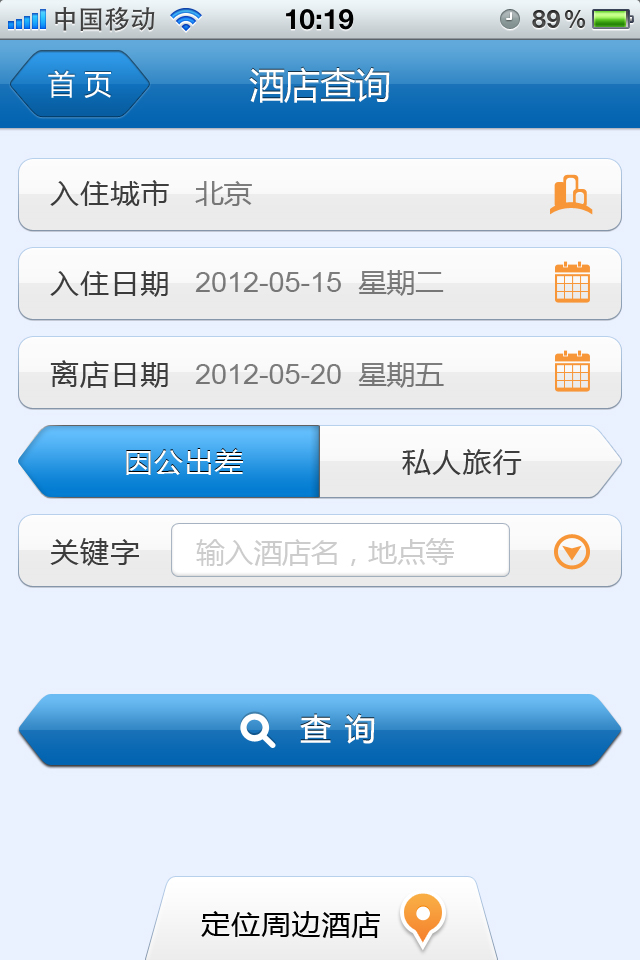 中国移动 10:19 89%
首页 酒店查询
入住城市 北京
入住日期 2012-05-15 星期二
离店日期 2012-05-20 星期五
因公出差 私人旅行
关键字 输入酒店名，地点等
查询
定位周边酒店